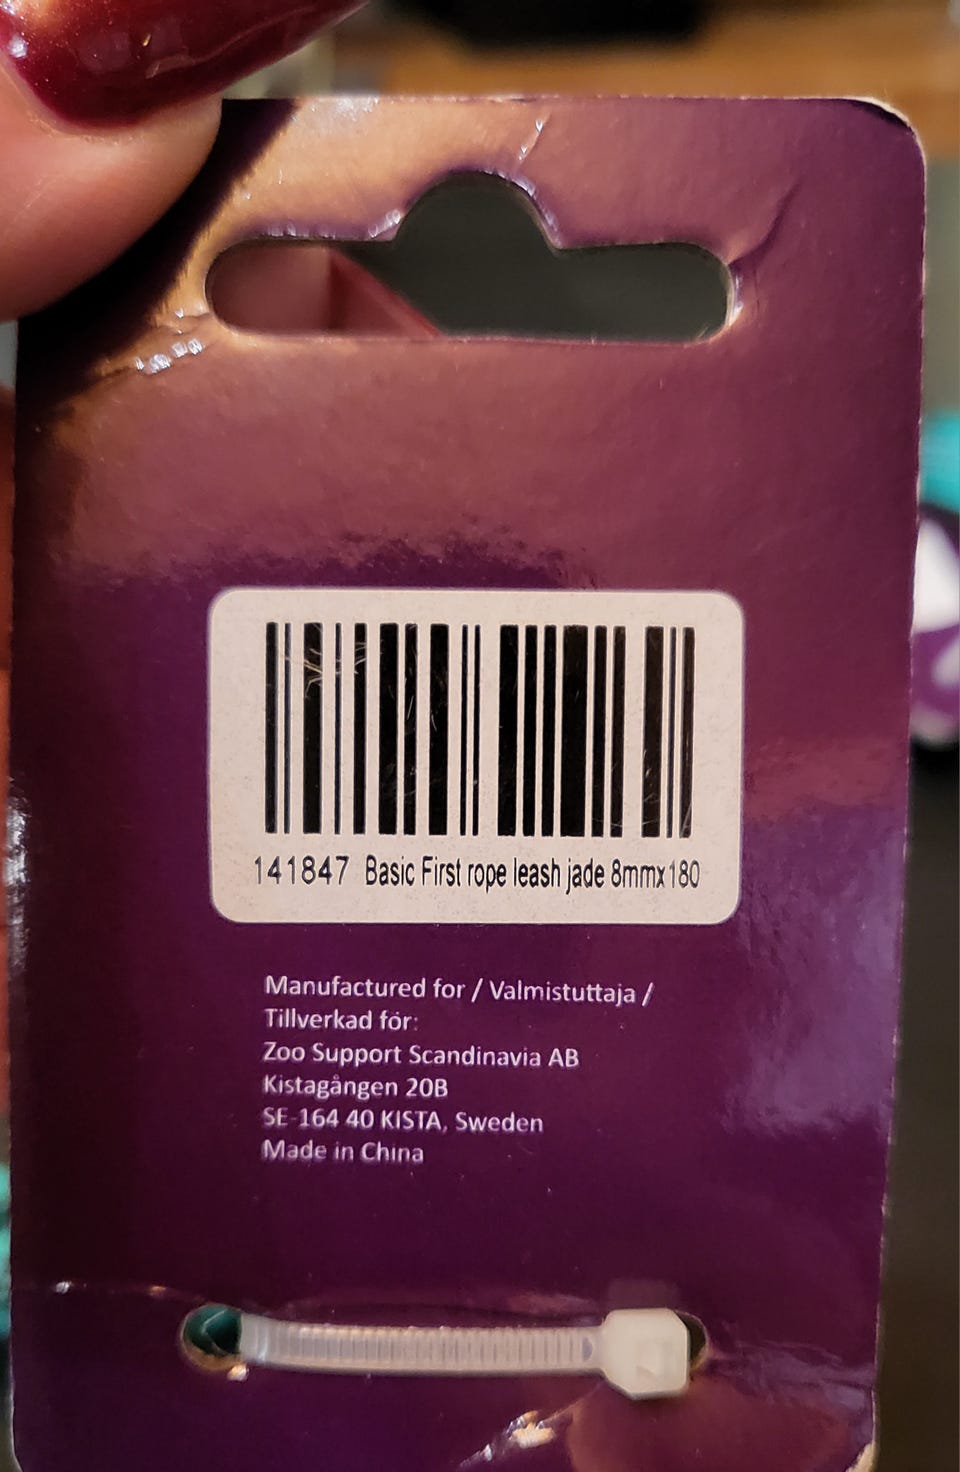 141847 Basic First rope leash jade 8mmx180
Manufactured for / Valmistuttaja /
Tillverkad för:
Zoo Support Scandinavia AB
Kistagången 20B
SE-164 40 KISTA, Sweden
Made in China